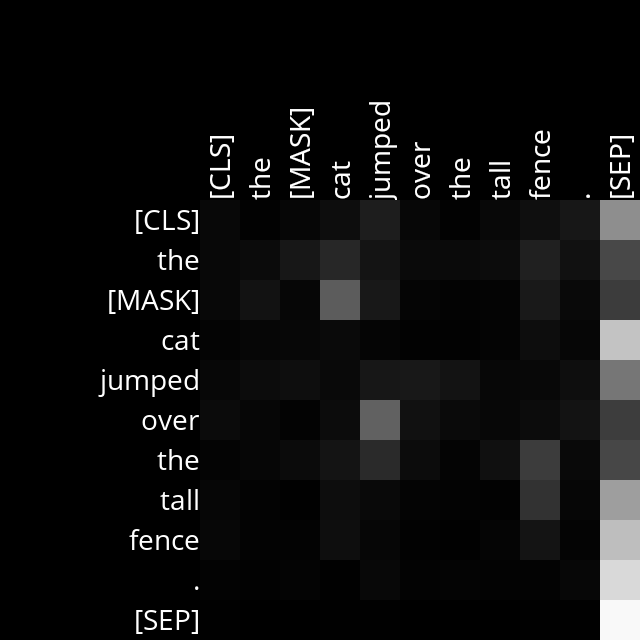 [CLS] the [MASK] cat jumped over the tall fence . [SEP]
[CLS]
the
[MASK]
cat
jumped
over
the
tall
fence
.
[SEP]